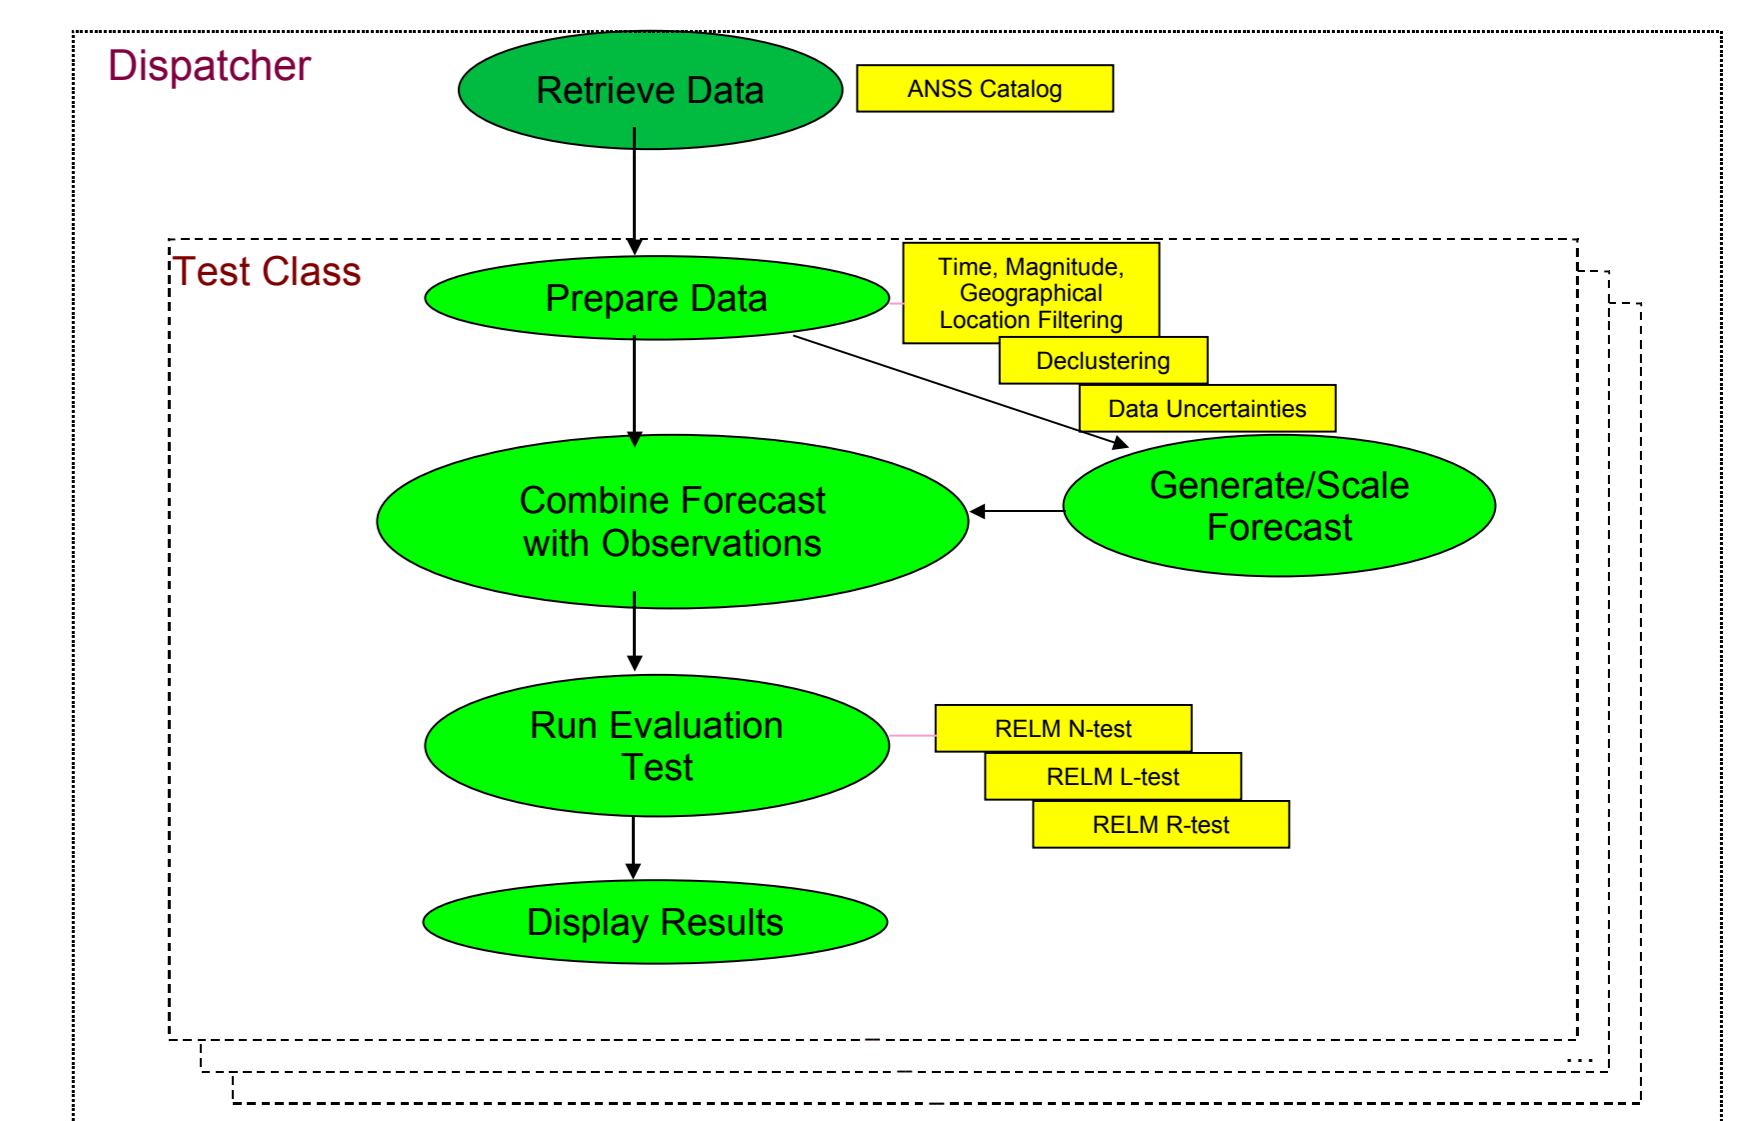 Dispatcher
Retrieve Data
ANSS Catalog
Test Class
Prepare Data
Time, Magnitude,
Geographical
Location Filtering
Declustering
Data Uncertainties
Combine Forecast
with Observations
Generate/Scale
Forecast
Run Evaluation
Test
RELM N-test
RELM L-test
RELM R-test
Display Results
...